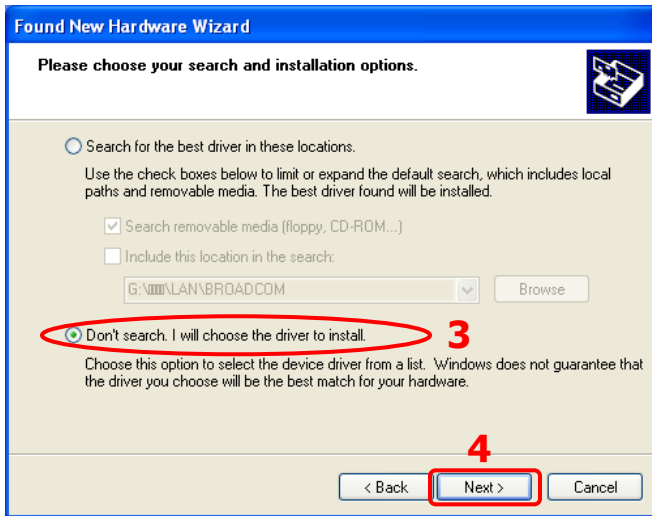 Found New Hardware Wizard
Please choose your search and installation options.
Search for the best driver in these locations.
Use the check boxes below to limit or expand the default search, which includes local
paths and removable media. The best driver found will be installed.
Search removable media (floppy, CD-ROM...)
Include this location in the search:
G:\\LAN\BROADCOM
Browse
Don't search. I will choose the driver to install.
3
Choose this option to select the device driver from a list. Windows does not guarantee that
the driver you choose will be the best match for your hardware.
4
< Back
Next >
Cancel